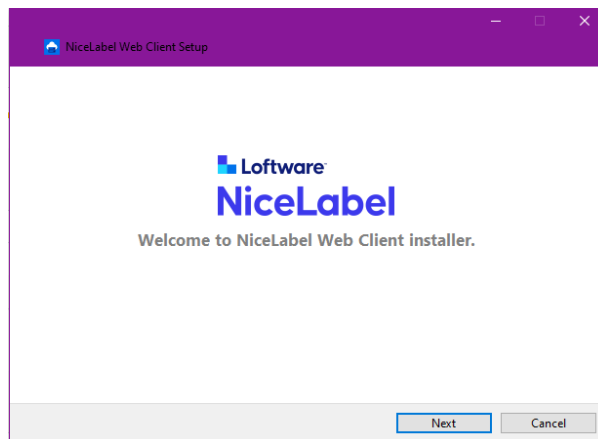 NiceLabel Web Client Setup
Loftware
NiceLabel
Welcome to NiceLabel Web Client installer.
Next
Cancel